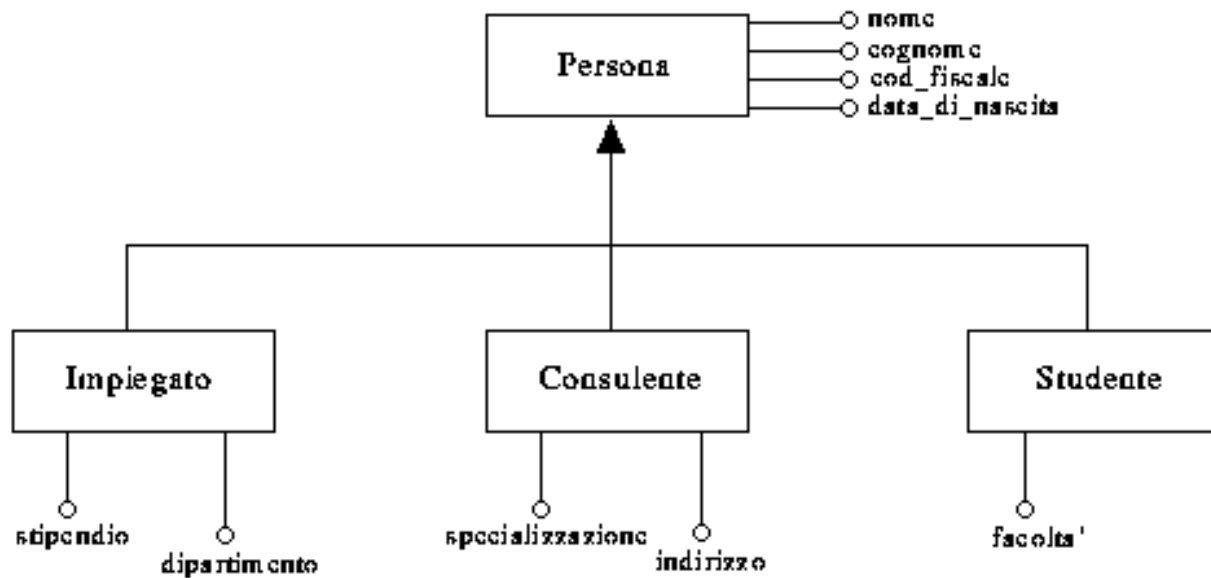 nome
Persona
cognome
cod_fiscale
data_di_nascita
Impiegato
Consulente
Studente
stipendio
dipartimento
specializzazione
indirizzo
facolta'